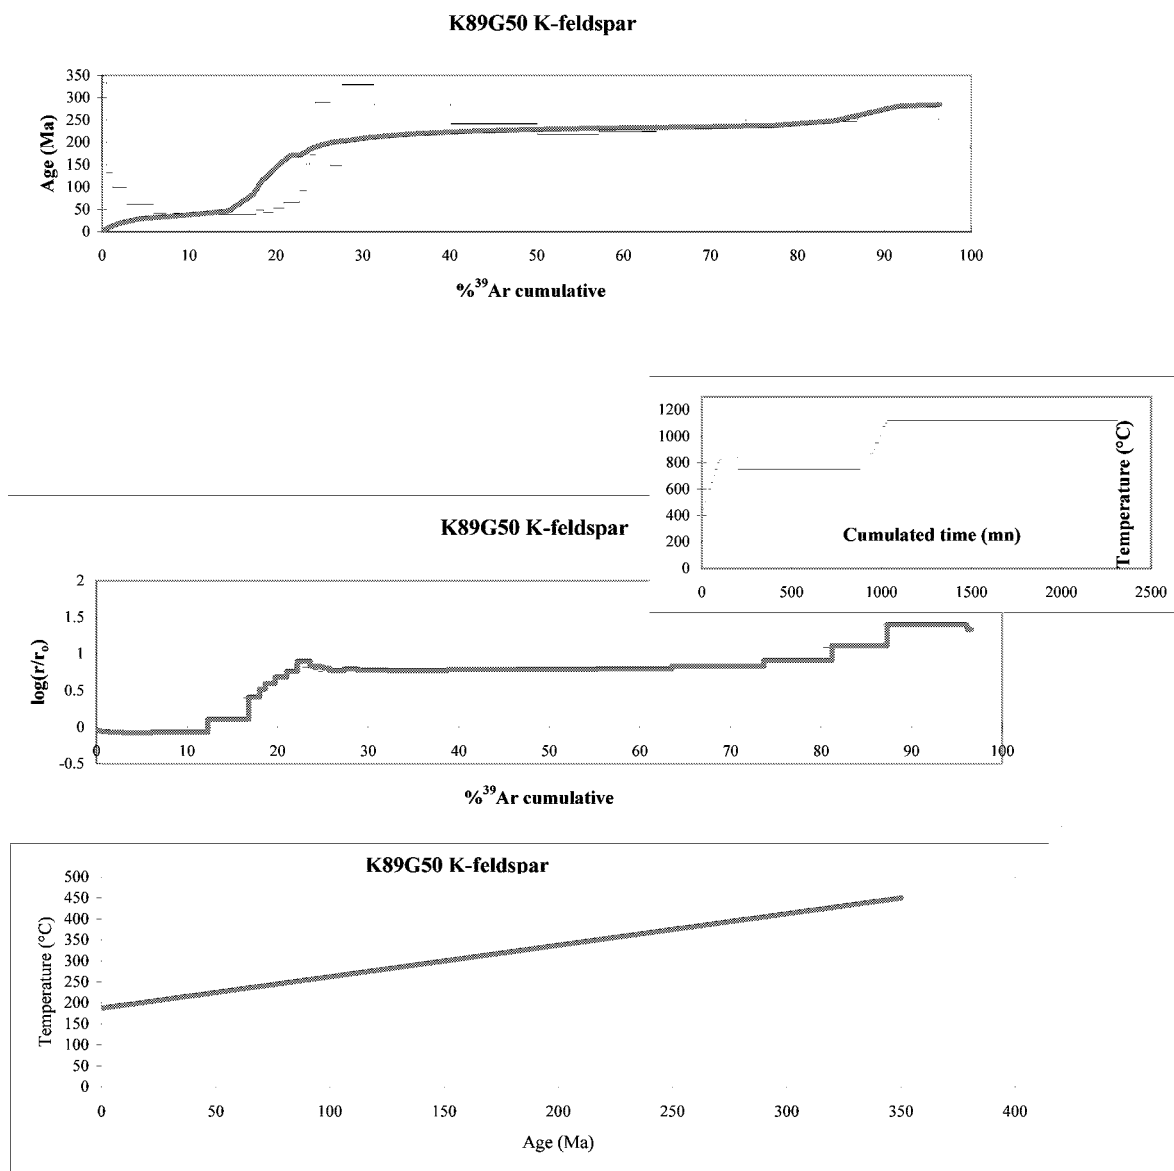 K89G50 K-feldspar
350
300
250
200
150
100
50
0
Age (Ma)
0 10 20 30 40 50 60 70 80 90 100
%³⁹Ar cumulative
1200
1000
800
600
400
200
0
Temperature (°C)
Cumulated time (mn)
0 500 1000 1500 2000 2500
K89G50 K-feldspar
2
1.5
1
0.5
0
-0.5
log(r/rₒ)
0 10 20 30 40 50 60 70 80 90 100
%³⁹Ar cumulative
K89G50 K-feldspar
500
450
400
350
300
250
200
150
100
50
0
Temperature (°C)
0 50 100 150 200 250 300 350 400
Age (Ma)